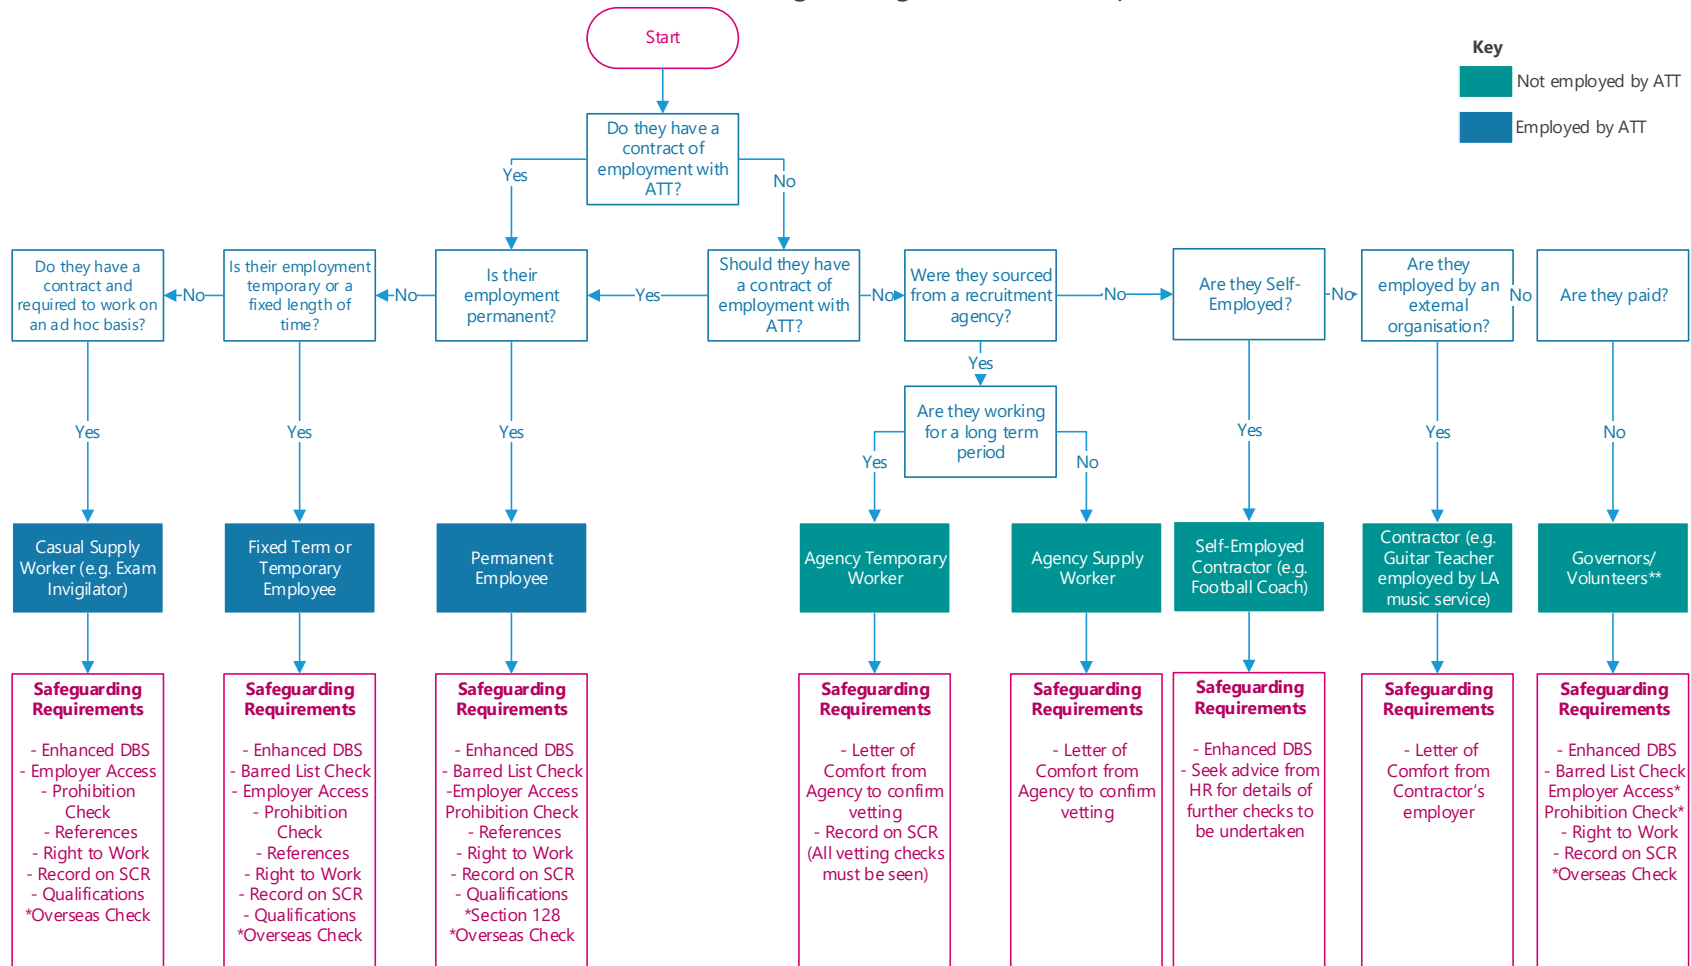 Start
Key
Not employed by ATT
Employed by ATT
Do they have a
contract of
employment with
ATT?
Yes
No
Do they have a
contract and
required to work on
an ad hoc basis?
No
Is their employment
temporary or a
fixed length of
time?
No
Is their
employment
permanent?
Yes
Should they have
a contract of
employment with
ATT?
No
Were they sourced
from a recruitment
agency?
No
Are they Self-
Employed?
No
Are they
employed by an
external
organisation?
No
Are they paid?
Yes
Are they working
for a long term
period
Yes
Yes
Yes
Yes
No
Yes
Yes
No
Casual Supply
Worker (e.g. Exam
Invigilator)
Fixed Term or
Temporary
Employee
Permanent
Employee
Agency Temporary
Worker
Agency Supply
Worker
Self-Employed
Contractor (e.g.
Football Coach)
Contractor (e.g.
Guitar Teacher
employed by LA
music service)
Governors/
Volunteers**
Safeguarding
Requirements
- Enhanced DBS
- Employer Access
- Prohibition
Check
- References
- Right to Work
- Record on SCR
- Qualifications
*Overseas Check
Safeguarding
Requirements
- Enhanced DBS
- Barred List Check
- Employer Access
- Prohibition
Check
- References
- Right to Work
- Record on SCR
- Qualifications
*Overseas Check
Safeguarding
Requirements
- Enhanced DBS
- Barred List Check
-Employer Access
Prohibition Check
- References
- Right to Work
- Record on SCR
- Qualifications
*Section 128
*Overseas Check
Safeguarding
Requirements
- Letter of
Comfort from
Agency to confirm
vetting
- Record on SCR
(All vetting checks
must be seen)
Safeguarding
Requirements
- Letter of
Comfort from
Agency to confirm
vetting
Safeguarding
Requirements
- Enhanced DBS
- Seek advice from
HR for details of
further checks to
be undertaken
Safeguarding
Requirements
- Letter of
Comfort from
Contractor's
employer
Safeguarding
Requirements
- Enhanced DBS
- Barred List Check
Employer Access*
Prohibition Check*
- Right to Work
- Record on SCR
*Overseas Check